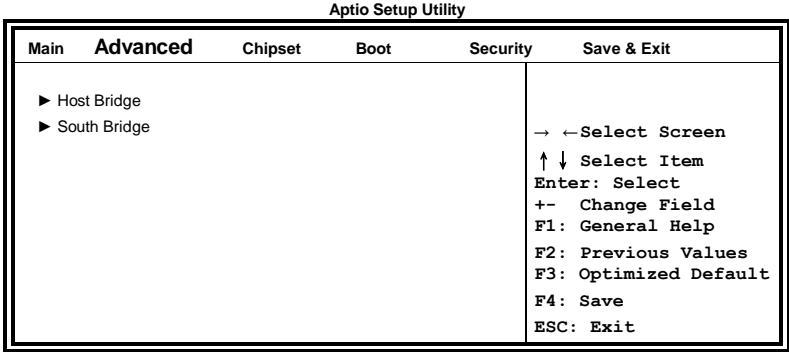 Aptio Setup Utility
Main Advanced Chipset Boot Security Save & Exit
► Host Bridge
► South Bridge
→ ←Select Screen
↑↓ Select Item
Enter: Select
+- Change Field
F1: General Help
F2: Previous Values
F3: Optimized Default
F4: Save
ESC: Exit